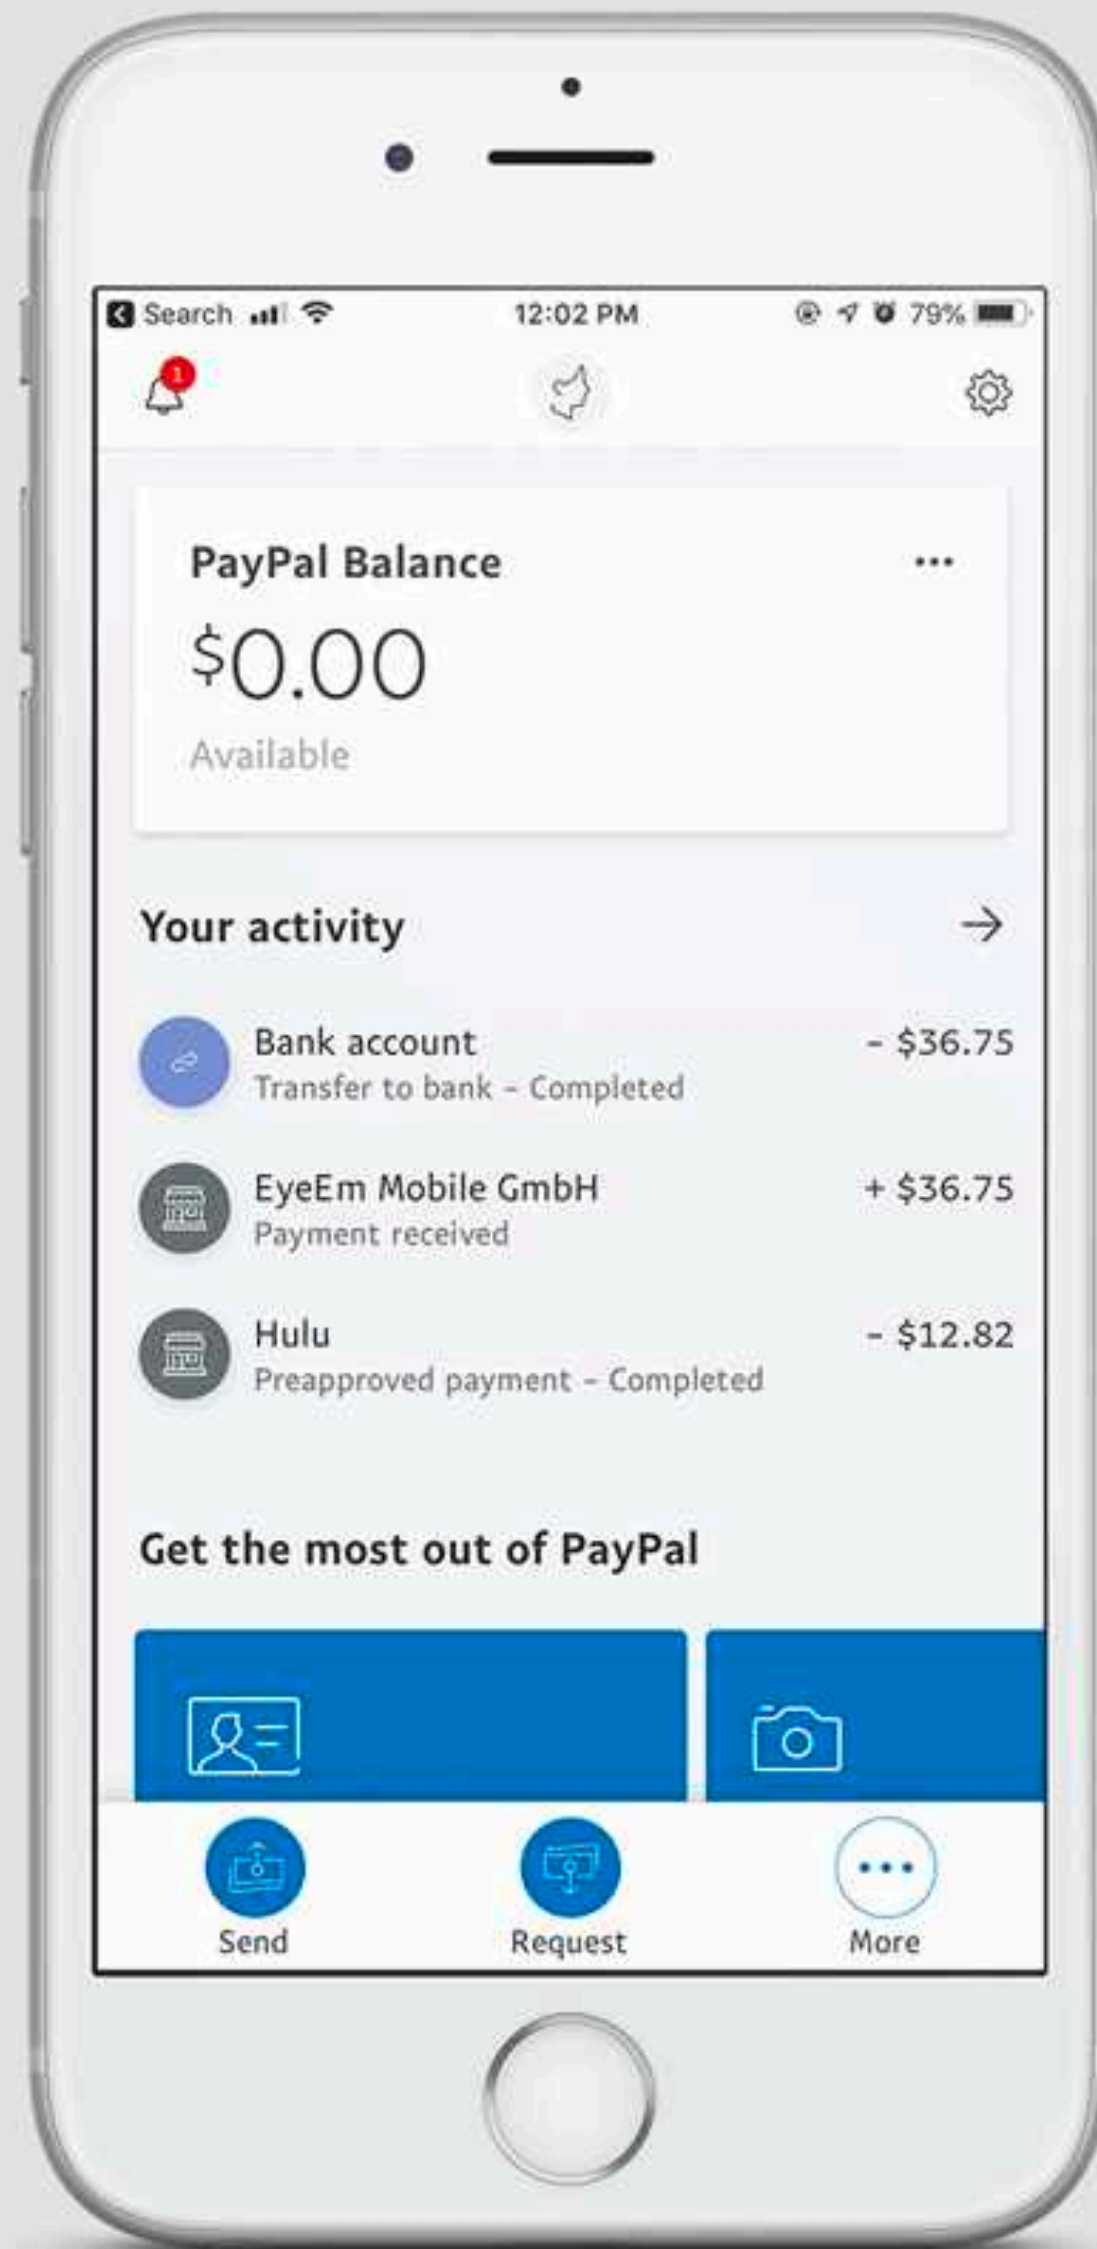 Search 12:02 PM 79%
1
PayPal Balance
$0.00
Available
Your activity
Bank account - $36.75
Transfer to bank - Completed
EyeEm Mobile GmbH + $36.75
Payment received
Hulu - $12.82
Preapproved payment - Completed
Get the most out of PayPal
Send Request More